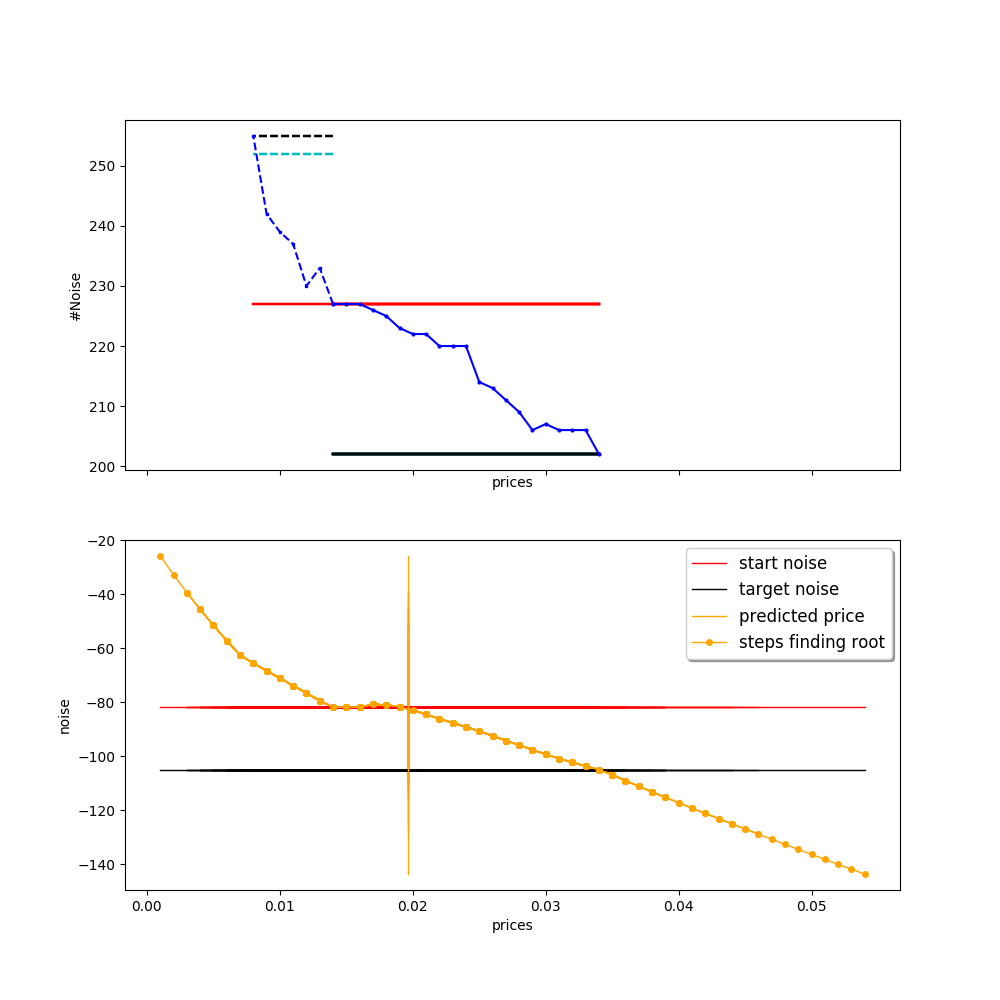 250
240
230
220
210
200
#Noise
prices
−20
−40
−60
−80
−100
−120
−140
noise
start noise
target noise
predicted price
steps finding root
0.00 0.01 0.02 0.03 0.04 0.05
prices